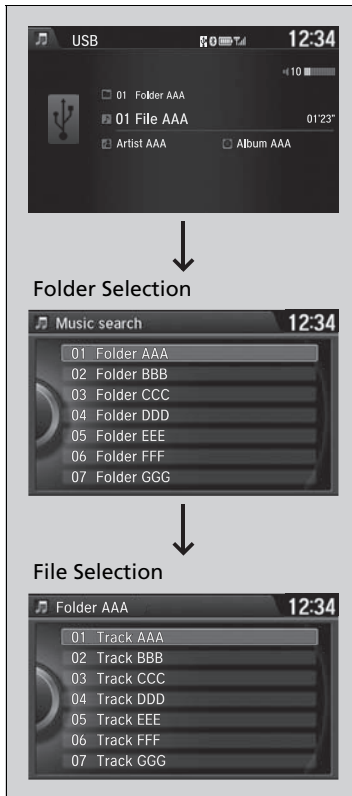 USB 12:34
10
01 Folder AAA
01 File AAA 01'23"
Artist AAA Album AAA
Folder Selection
Music search 12:34
01 Folder AAA
02 Folder BBB
03 Folder CCC
04 Folder DDD
05 Folder EEE
06 Folder FFF
07 Folder GGG
File Selection
Folder AAA 12:34
01 Track AAA
02 Track BBB
03 Track CCC
04 Track DDD
05 Track EEE
06 Track FFF
07 Track GGG